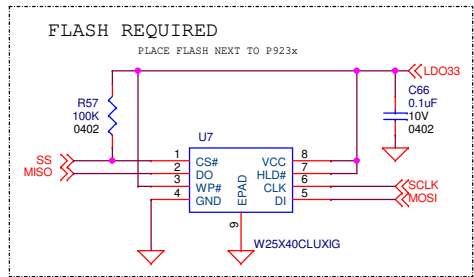 FLASH REQUIRED
PLACE FLASH NEXT TO P923x
LDO33
C66
0.1uF
10V
0402
R57
100K
0402
U7
SS
MISO
1 CS# VCC 8
2 DO HLD# 7
3 WP# CLK 6
4 GND DI 5
EPAD
9
SCLK
MOSI
W25X40CLUXIG